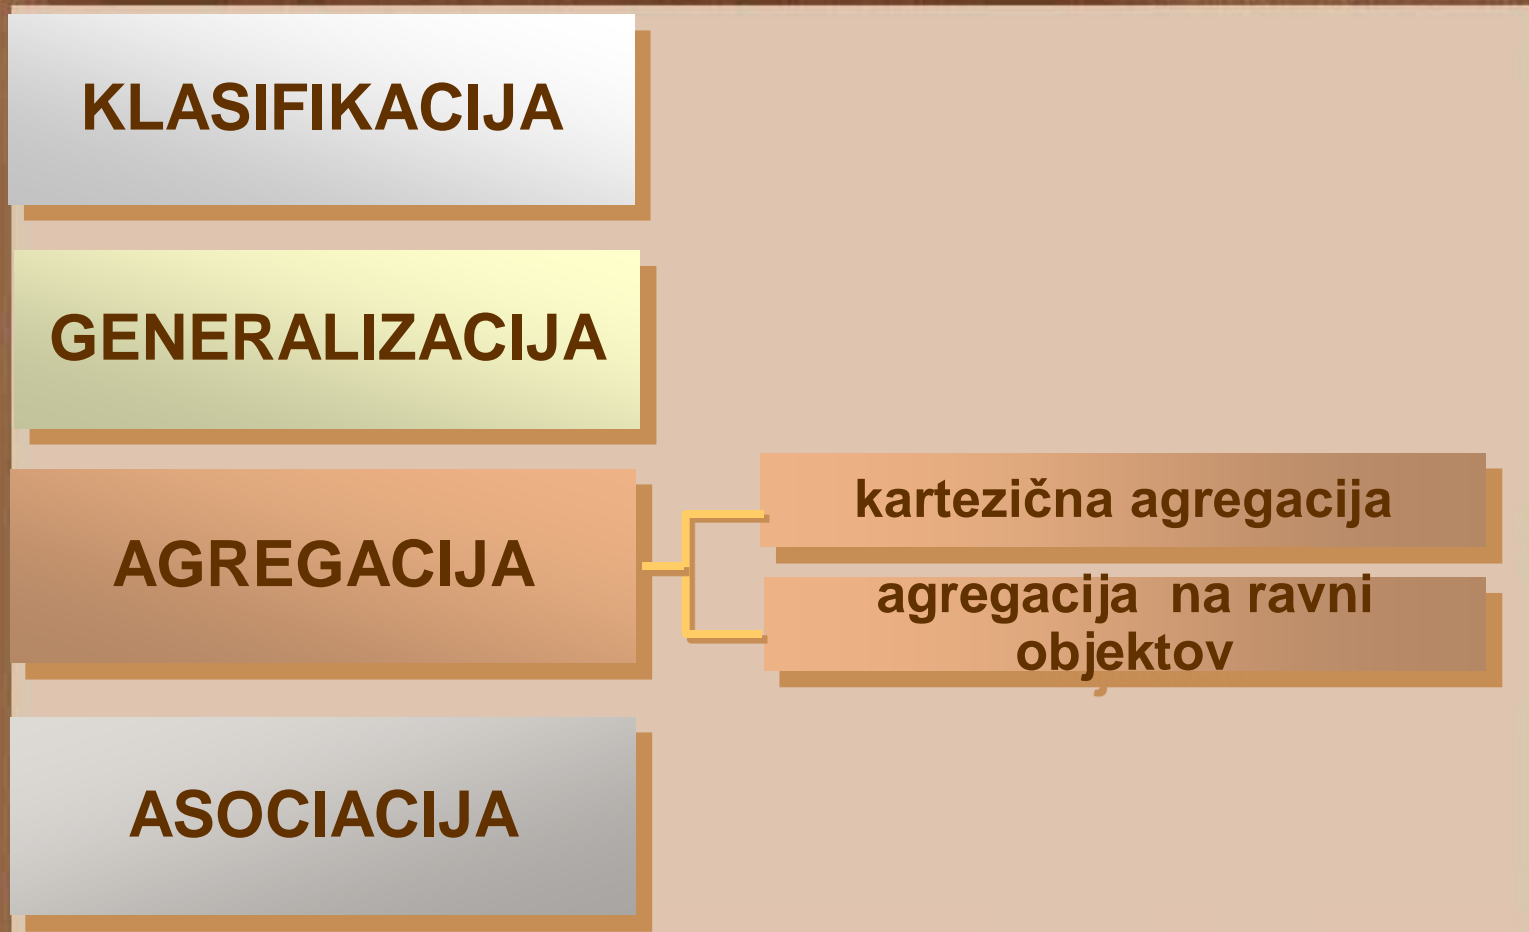 KLASIFIKACIJA
GENERALIZACIJA
AGREGACIJA
kartezična agregacija
agregacija na ravni
objektov
ASOCIACIJA